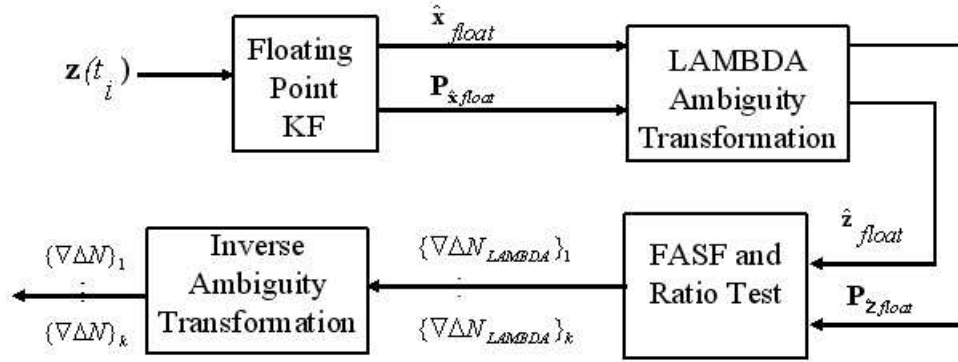 z(t_i)
Floating
Point
KF
x̂_float
P_x̂float
LAMBDA
Ambiguity
Transformation
ẑ_float
P_ẑfloat
FASF and
Ratio Test
{∇ΔN_LAMBDA}_1
⋮
{∇ΔN_LAMBDA}_k
Inverse
Ambiguity
Transformation
{∇ΔN}_1
⋮
{∇ΔN}_k